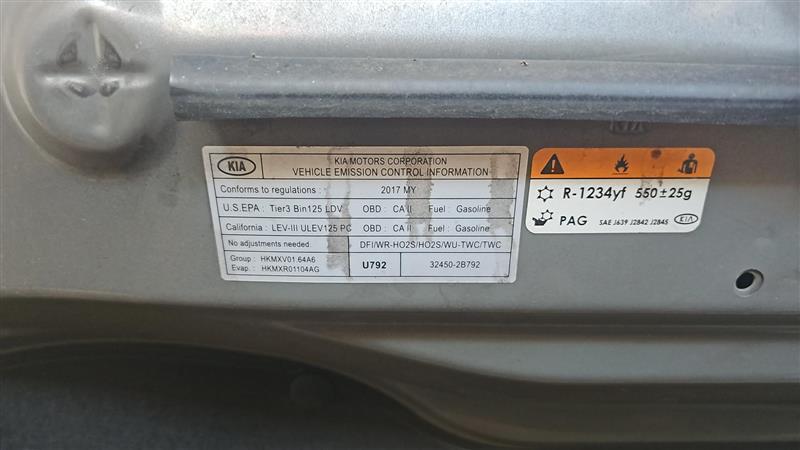 KIA
KIA MOTORS CORPORATION
VEHICLE EMISSION CONTROL INFORMATION
Conforms to regulations : 2017 MY
U.S.EPA : Tier3 Bin125 LDV OBD : CA II Fuel : Gasoline
California : LEV-III ULEV125 PC OBD : CA II Fuel : Gasoline
No adjustments needed. DFI/WR-HO2S/HO2S/WU-TWC/TWC
Group : HKMXV01.64A6
Evap. : HKMXR01104AG
U792 32450-2B792
R-1234yf 550±25g
PAG SAE J639 J2842 J2845 KIA